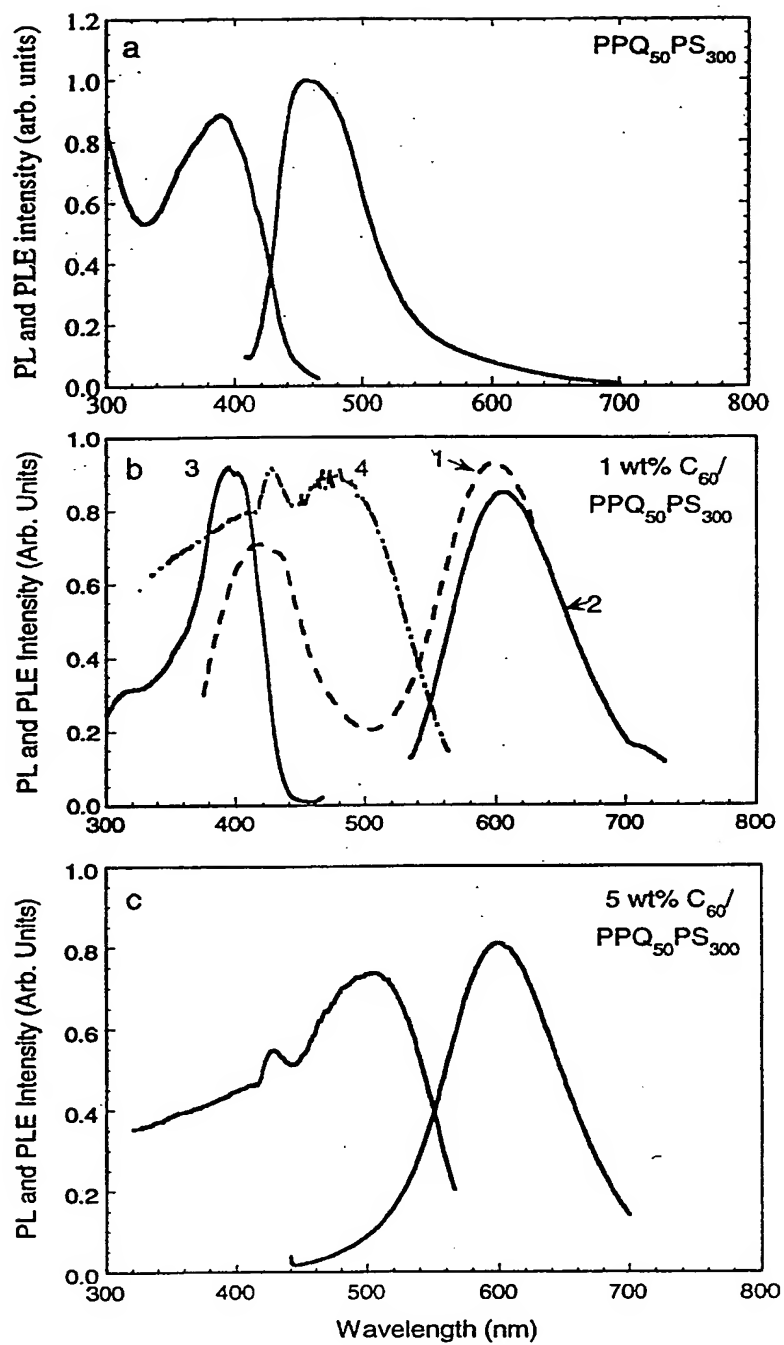 PL and PLE intensity (arb. units)
a
PPQ₅₀PS₃₀₀
1.2
1.0
0.8
0.6
0.4
0.2
0.0
300 400 500 600 700 800
PL and PLE Intensity (Arb. Units)
b 3 4 1 2
1 wt% C₆₀/
PPQ₅₀PS₃₀₀
1.0
0.8
0.6
0.4
0.2
0.0
300 400 500 600 700 800
PL and PLE Intensity (Arb. Units)
c
5 wt% C₆₀/
PPQ₅₀PS₃₀₀
1.0
0.8
0.6
0.4
0.2
0.0
300 400 500 600 700 800
Wavelength (nm)